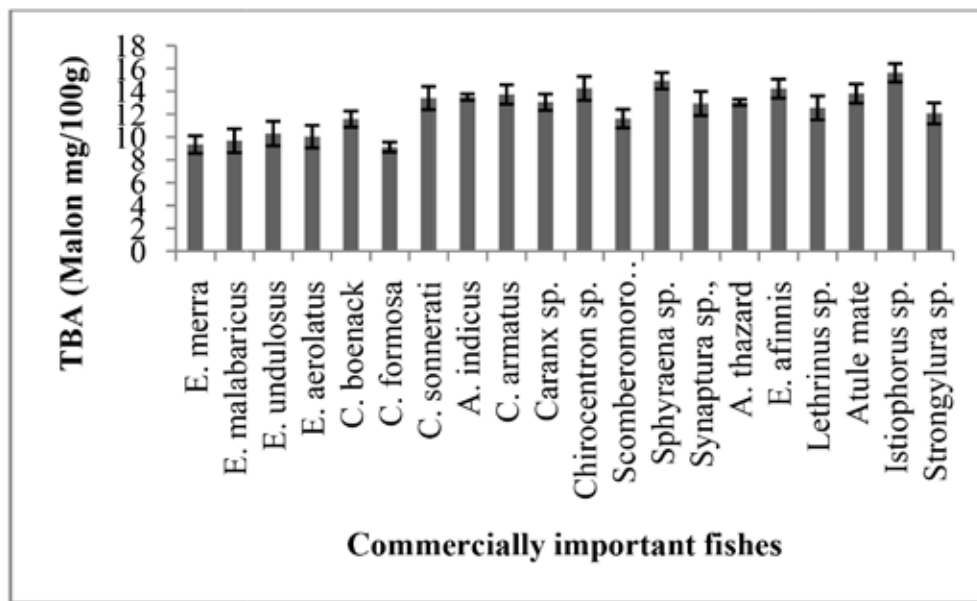 TBA (Malon mg/100g)
18
16
14
12
10
8
6
4
2
0
E. merra
E. malabaricus
E. undulosus
E. aerolatus
C. boenack
C. formosa
C. sonnerati
A. indicus
C. armatus
Caranx sp.
Chirocentron sp.
Scomberomoro..
Sphyraena sp.
Synaptura sp.,
A. thazard
E. afinnis
Lethrinus sp.
Atule mate
Istiophorus sp.
Strongylura sp.
Commercially important fishes